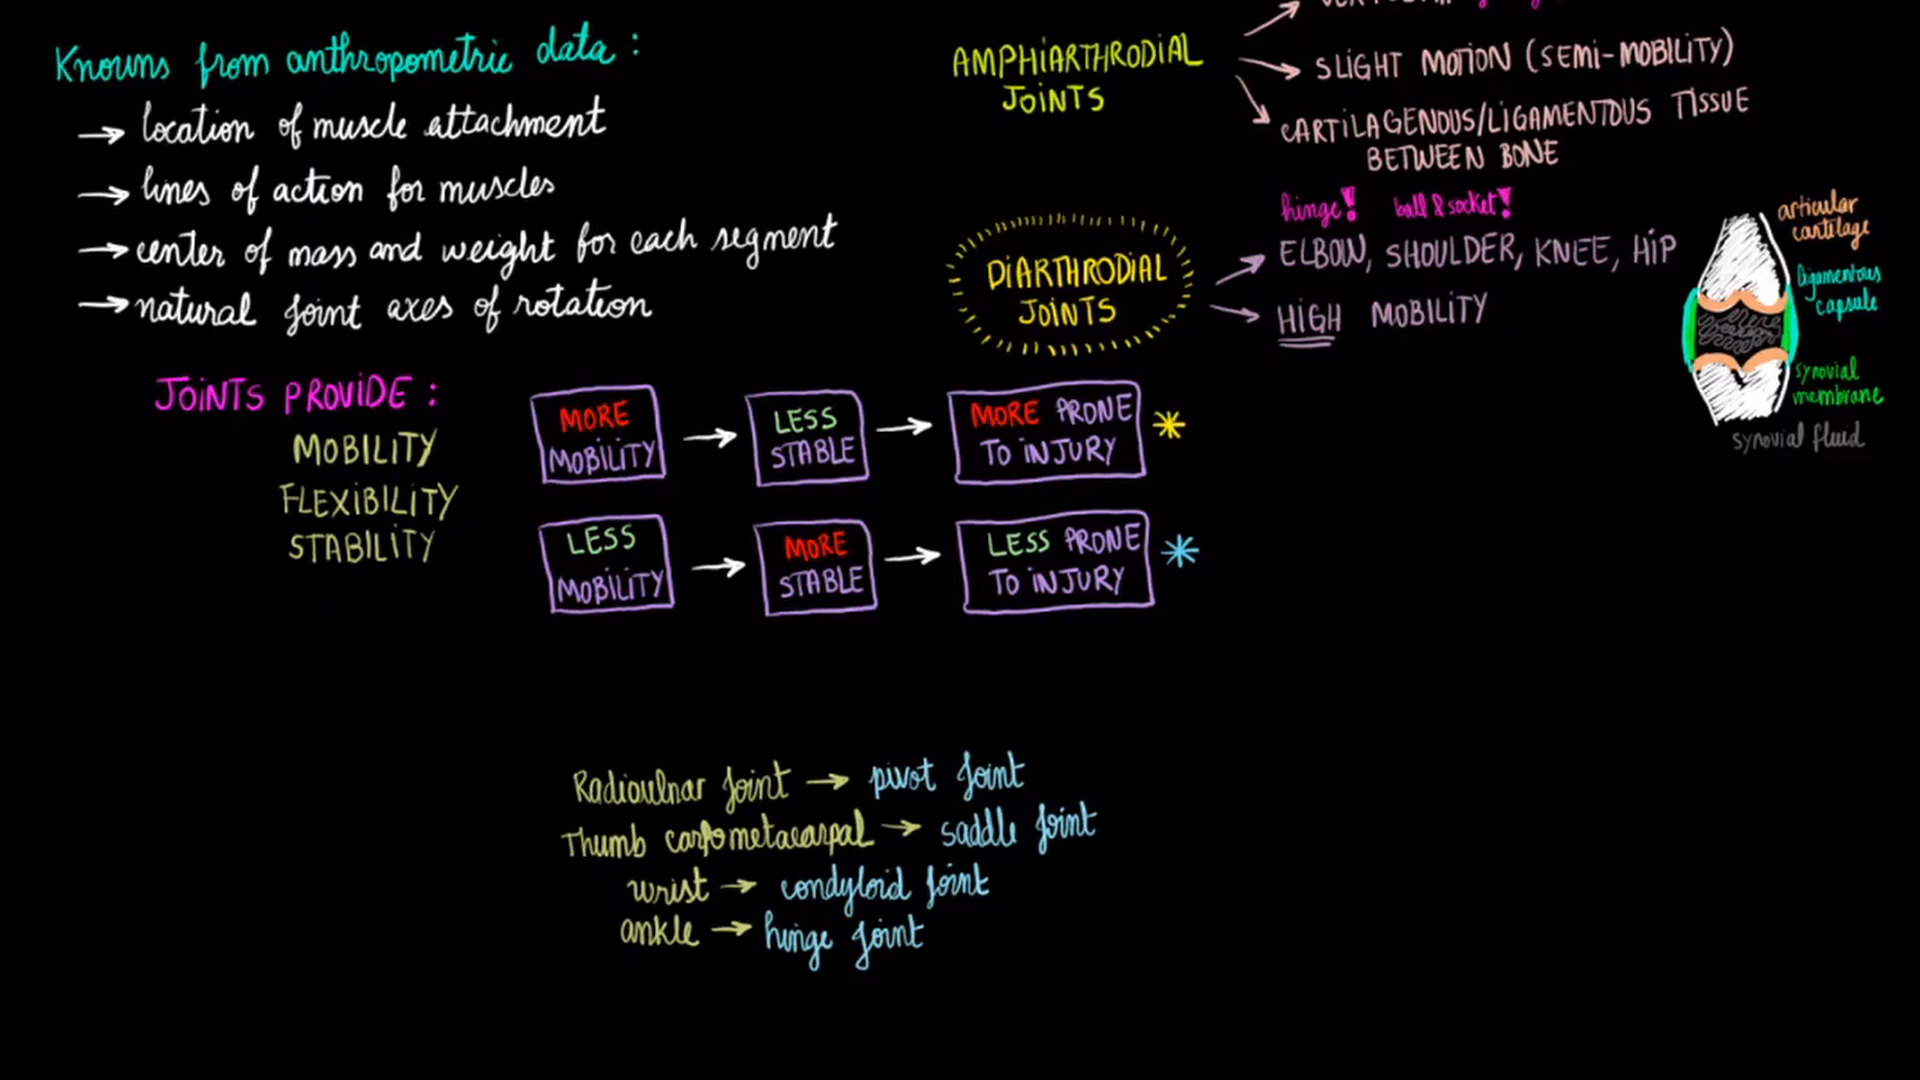 Knowns from anthropometric data:
→ location of muscle attachment
→ lines of action for muscles
→ center of mass and weight for each segment
→ natural joint axes of rotation
JOINTS PROVIDE:
MOBILITY
FLEXIBILITY
STABILITY
MORE
MOBILITY
→
LESS
STABLE
→
MORE PRONE
TO INJURY
*
LESS
MOBILITY
→
MORE
STABLE
→
LESS PRONE
TO INJURY
*
AMPHIARTHRODIAL
JOINTS
SLIGHT MOTION (SEMI-MOBILITY)
CARTILAGENOUS/LIGAMENTOUS TISSUE
BETWEEN BONE
DIARTHRODIAL
JOINTS
hinge! ball & socket!
ELBOW, SHOULDER, KNEE, HIP
HIGH MOBILITY
articular
cartilage
ligamentous
capsule
synovial
membrane
synovial fluid
Radioulnar joint → pivot joint
Thumb carpometacarpal → saddle joint
wrist → condyloid joint
ankle → hinge joint